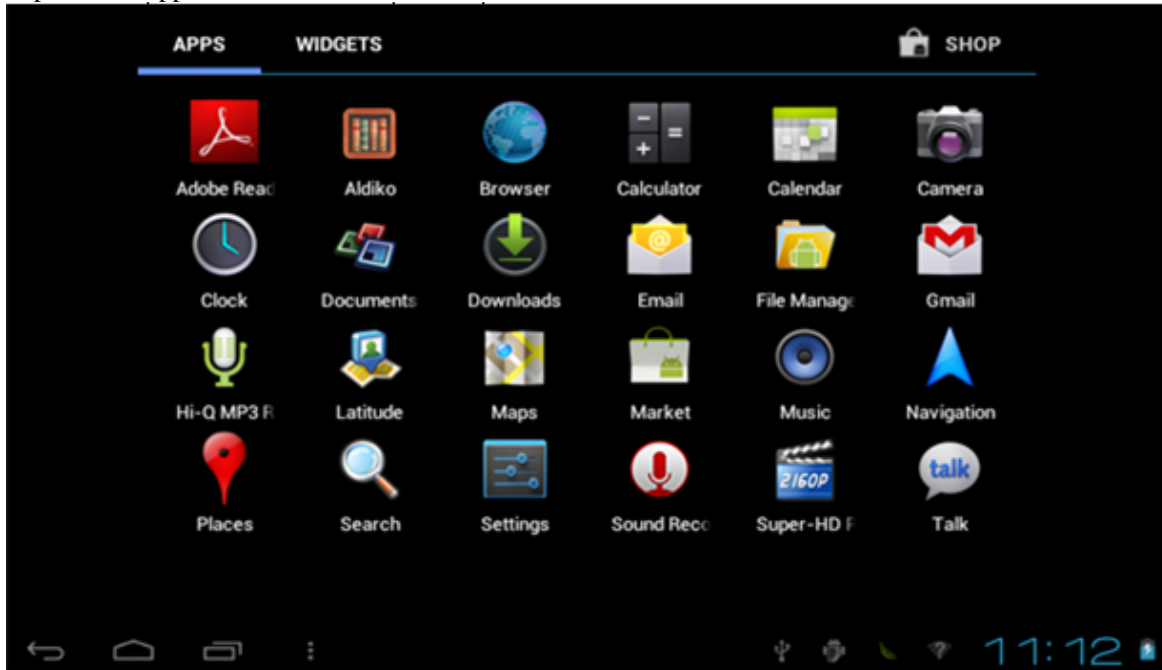 APPS WIDGETS SHOP
Adobe Read Aldiko Browser Calculator Calendar Camera
Clock Documents Downloads Email File Manage Gmail
Hi-Q MP3 R Latitude Maps Market Music Navigation
2160P talk
Places Search Settings Sound Reco Super-HD P Talk
11:12